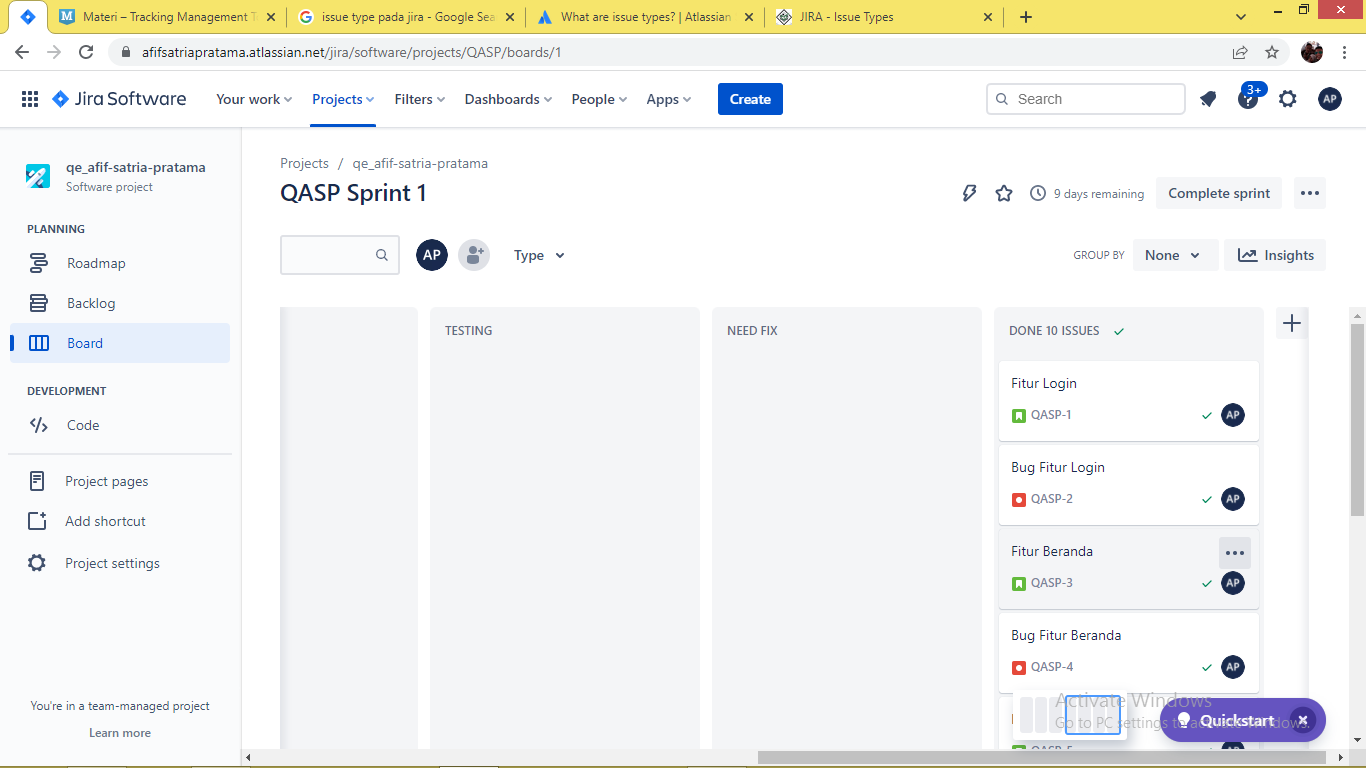 Materi – Tracking Management T
issue type pada jira - Google Sea
What are issue types? | Atlassian
JIRA - Issue Types
afifsatriapratama.atlassian.net/jira/software/projects/QASP/boards/1
Jira Software
Your work
Projects
Filters
Dashboards
People
Apps
Create
Search
3+
AP
qe_afif-satria-pratama
Software project
PLANNING
Roadmap
Backlog
Board
DEVELOPMENT
Code
Project pages
Add shortcut
Project settings
You're in a team-managed project
Learn more
Projects / qe_afif-satria-pratama
QASP Sprint 1
9 days remaining
Complete sprint
AP
Type
GROUP BY
None
Insights
TESTING
NEED FIX
DONE 10 ISSUES
Fitur Login
QASP-1
AP
Bug Fitur Login
QASP-2
AP
Fitur Beranda
QASP-3
AP
Bug Fitur Beranda
QASP-4
AP
QASP-5
Activate Windows
Go to PC settings to activate Windows.
Quickstart